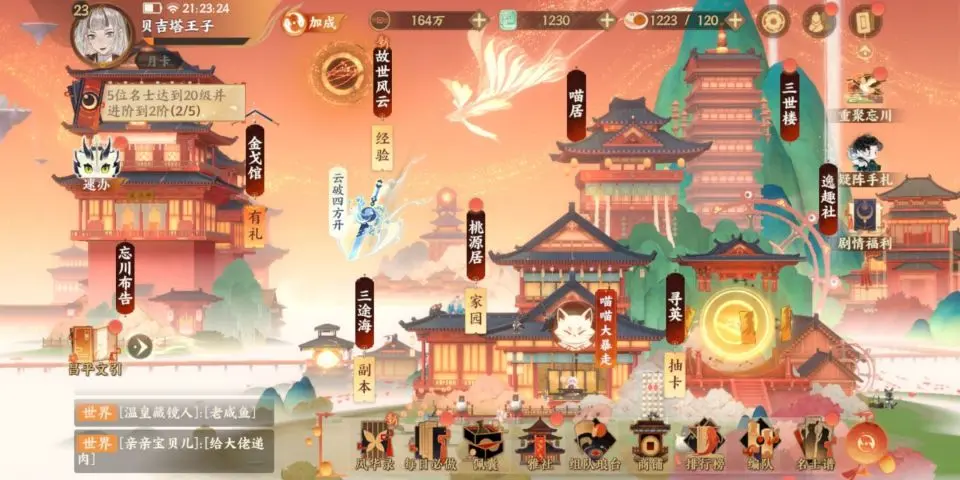 23
21:23:24
贝吉塔王子
月卡
加成
164万
1230
1223 / 120
5位名士达到20级并
进阶到2阶(2/5)
速办
金戈馆
有礼
忘川布告
昌平文引
新
故世风云
经验
云破四方开
三途海
副本
桃源居
家园
喵居
喵喵大暴走
寻英
抽卡
三世楼
逸趣社
重聚忘川
疑阵手札
剧情福利
世界 [温皇藏镜人]:[老咸鱼]
世界 [亲亲宝贝儿]:[给大佬递
肉]
风华录
每日必做
佩囊
雅社
组队琅台
商铺
排行榜
编队
名士谱